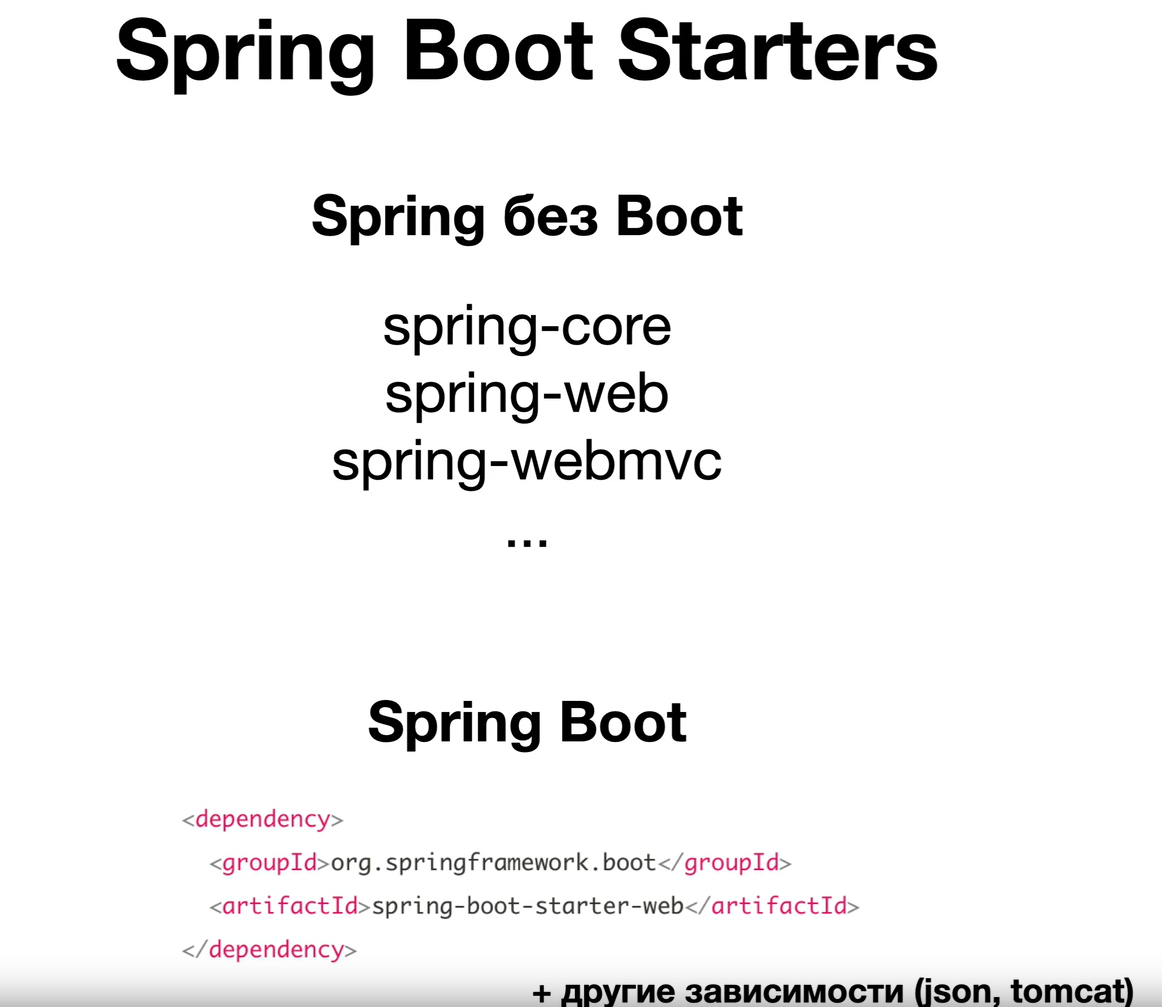 Spring Boot Starters
Spring без Boot
spring-core
spring-web
spring-webmvc
...
Spring Boot
<dependency>
<groupId>org.springframework.boot</groupId>
<artifactId>spring-boot-starter-web</artifactId>
</dependency>
+ другие зависимости (json, tomcat)